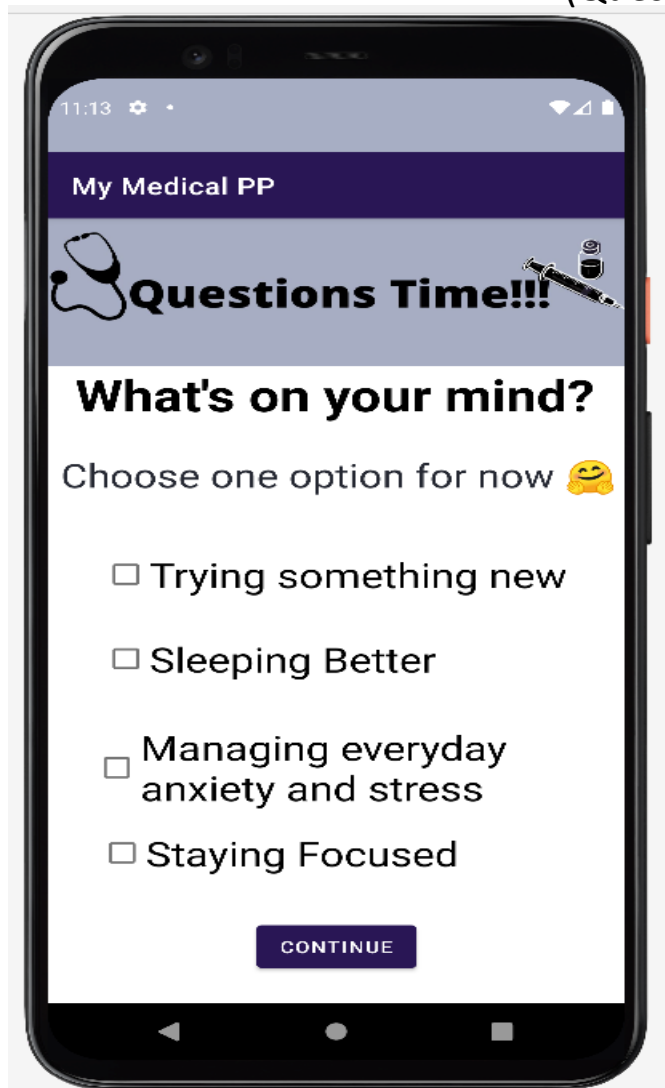 11:13
My Medical PP
Questions Time!!!
What's on your mind?
Choose one option for now 🤗
Trying something new
Sleeping Better
Managing everyday
anxiety and stress
Staying Focused
CONTINUE